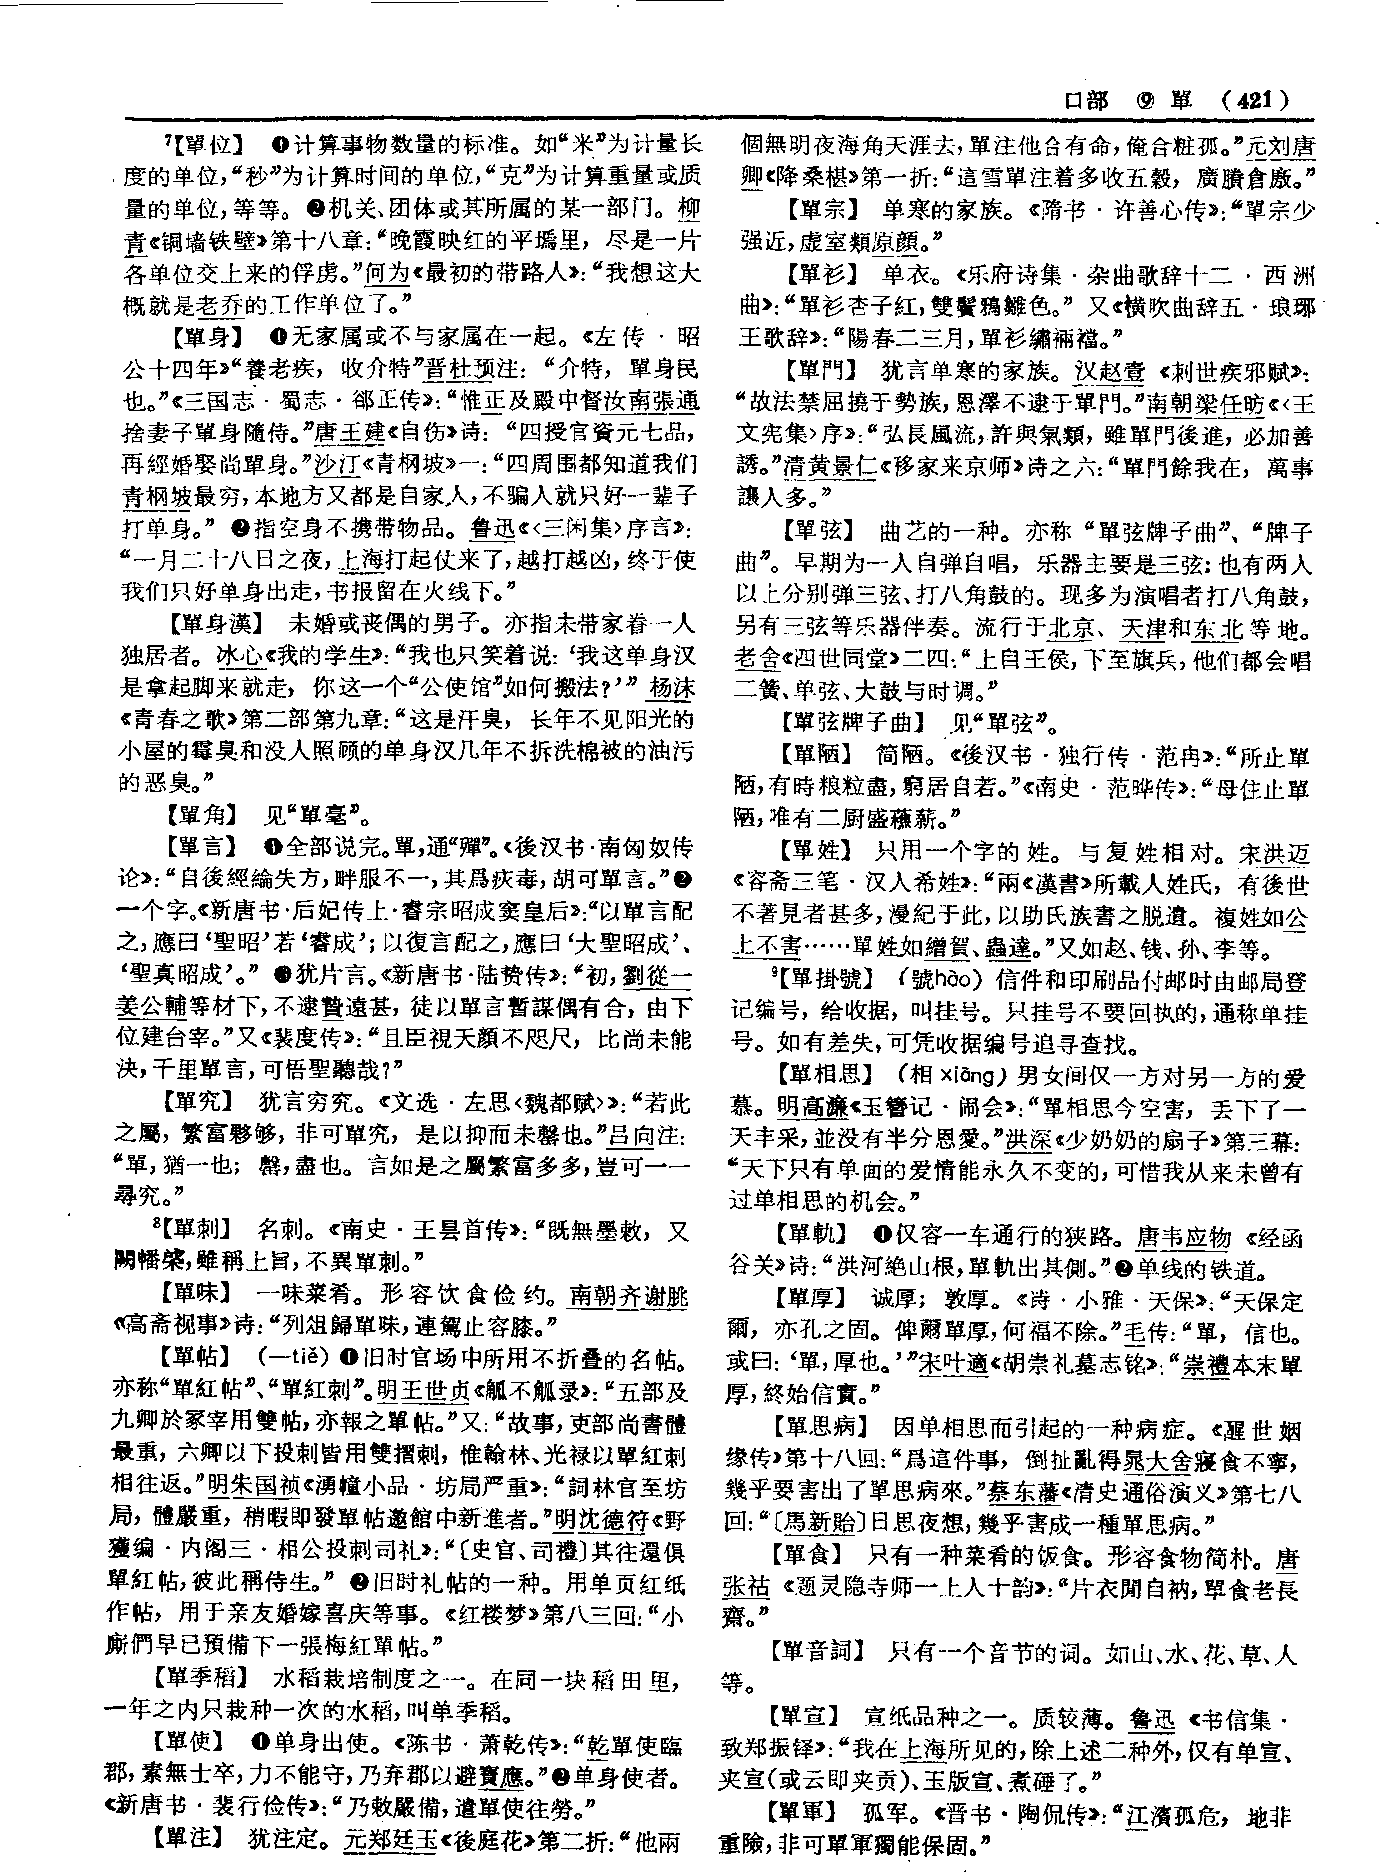 口部 ⑨ 單 (421)
⁷【單位】 ❶计算事物数量的标准。如“米”为计量长
度的单位,“秒”为计算时间的单位,“克”为计算重量或质
量的单位,等等。❷机关、团体或其所属的某一部门。柳
青《铜墙铁壁》第十八章:“晚霞映红的平壩里,尽是一片
各单位交上来的俘虏。”何为《最初的带路人》:“我想这大
概就是老乔的工作单位了。”
【單身】 ❶无家属或不与家属在一起。《左传·昭
公十四年》“養老疾,收介特”晋杜预注:“介特,單身民
也。”《三国志·蜀志·郤正传》:“惟正及殿中督汝南張通
捨妻子單身隨侍。”唐王建《自伤》诗:“四授官資元七品,
再經婚娶尚單身。”沙汀《青㭎坡》一:“四周围都知道我们
青㭎坡最穷,本地方又都是自家人,不骗人就只好一辈子
打单身。” ❷指空身不携带物品。鲁迅《〈三闲集〉序言》:
“一月二十八日之夜,上海打起仗来了,越打越凶,终于使
我们只好单身出走,书报留在火线下。”
【單身漢】 未婚或丧偶的男子。亦指未带家眷一人
独居者。冰心《我的学生》:“我也只笑着说:‘我这单身汉
是拿起脚来就走,你这一个“公使馆”如何搬法?’”杨沫
《青春之歌》第二部第九章:“这是汗臭,长年不见阳光的
小屋的霉臭和没人照顾的单身汉几年不拆洗棉被的油污
的恶臭。”
【單角】 见“單毫”。
【單言】 ❶全部说完。單,通“殫”。《後汉书·南匈奴传
论》:“自後經綸失方,畔服不一,其爲疢毒,胡可單言。”❷
一个字。《新唐书·后妃传上·睿宗昭成窦皇后》:“以單言配
之,應曰‘聖昭’若‘睿成’;以復言配之,應曰‘大聖昭成’、
‘聖真昭成’。” ❸犹片言。《新唐书·陆贽传》:“初,劉從一
姜公輔等材下,不逮贄遠甚,徒以單言暫謀偶有合,由下
位建台宰。”又《裴度传》:“且臣視天顔不咫尺,比尚未能
決,千里單言,可悟聖聽哉?”
【單究】 犹言穷究。《文选·左思〈魏都赋〉》:“若此
之屬,繁富夥够,非可單究,是以抑而未罄也。”吕向注:
“單,猶一也;罄,盡也。言如是之屬繁富多多,豈可一一
尋究。”
⁸【單刺】 名刺。《南史·王昙首传》:“既無墨敕,又
闕幡棨,雖稱上旨,不異單刺。”
【單味】 一味菜肴。形容饮食俭约。南朝齐谢朓
《高斋视事》诗:“列俎歸單味,連駕止容膝。”
【單帖】 (—tiě)❶旧时官场中所用不折叠的名帖。
亦称“單紅帖”、“單紅刺”。明王世贞《觚不觚录》:“五部及
九卿於冢宰用雙帖,亦報之單帖。”又:“故事,吏部尚書體
最重,六卿以下投刺皆用雙摺刺,惟翰林、光禄以單紅刺
相往返。”明朱国祯《湧幢小品·坊局严重》:“詞林官至坊
局,體嚴重,稍暇即發單帖邀館中新進者。”明沈德符《野
獲编·内阁三·相公投刺司礼》:“〔史官、司禮〕其往還俱
單紅帖,彼此稱侍生。” ❷旧时礼帖的一种。用单页红纸
作帖,用于亲友婚嫁喜庆等事。《红楼梦》第八三回:“小
廝們早已預備下一張梅紅單帖。”
【單季稻】 水稻栽培制度之一。在同一块稻田里,
一年之内只栽种一次的水稻,叫单季稻。
【單使】 ❶单身出使。《陈书·萧乾传》:“乾單使臨
郡,素無士卒,力不能守,乃弃郡以避寶應。”❷单身使者。
《新唐书·裴行俭传》:“乃敕嚴備,遣單使往勞。”
【單注】 犹注定。元郑廷玉《後庭花》第二折:“他兩
個無明夜海角天涯去,單注他合有命,俺合粧孤。”元刘唐
卿《降桑椹》第一折:“這雪單注着多收五穀,廣積倉廒。”
【單宗】 单寒的家族。《隋书·许善心传》:“單宗少
强近,虚室類原顔。”
【單衫】 单衣。《乐府诗集·杂曲歌辞十二·西洲
曲》:“單衫杏子紅,雙鬢鴉雛色。” 又《横吹曲辞五·琅琊
王歌辞》:“陽春二三月,單衫繡裲襠。”
【單門】 犹言单寒的家族。汉赵壹《刺世疾邪赋》:
“故法禁屈撓于勢族,恩澤不逮于單門。”南朝梁任昉《〈王
文宪集〉序》:“弘長風流,許與氣類,雖單門後進,必加善
誘。”清黄景仁《移家来京师》诗之六:“單門餘我在,萬事
讓人多。”
【單弦】 曲艺的一种。亦称“單弦牌子曲”、“牌子
曲”。早期为一人自弹自唱,乐器主要是三弦;也有两人
以上分别弹三弦、打八角鼓的。现多为演唱者打八角鼓,
另有三弦等乐器伴奏。流行于北京、天津和东北等地。
老舍《四世同堂》二四:“上自王侯,下至旗兵,他们都会唱
二簧、单弦、大鼓与时调。”
【單弦牌子曲】 见“單弦”。
【單陋】 简陋。《後汉书·独行传·范冉》:“所止單
陋,有時粮粒盡,窮居自若。”《南史·范晔传》:“母住止單
陋,唯有二厨盛樵薪。”
【單姓】 只用一个字的姓。与复姓相对。宋洪迈
《容斋三笔·汉人希姓》:“兩《漢書》所載人姓氏,有後世
不著見者甚多,漫紀于此,以助氏族書之脱遺。複姓如公
上不害……單姓如繒賀、蟲達。”又如赵、钱、孙、李等。
⁹【單掛號】 (號hào)信件和印刷品付邮时由邮局登
记编号,给收据,叫挂号。只挂号不要回执的,通称单挂
号。如有差失,可凭收据编号追寻查找。
【單相思】 (相xiāng)男女间仅一方对另一方的爱
慕。明高濂《玉簪记·闹会》:“單相思今空害,丢下了一
天丰采,並没有半分恩愛。”洪深《少奶奶的扇子》第三幕:
“天下只有单面的爱情能永久不变的,可惜我从来未曾有
过单相思的机会。”
【單軌】 ❶仅容一车通行的狭路。唐韦应物《经函
谷关》诗:“洪河絶山根,單軌出其側。”❷单线的铁道。
【單厚】 诚厚;敦厚。《诗·小雅·天保》:“天保定
爾,亦孔之固。俾爾單厚,何福不除。”毛传:“單,信也。
或曰:‘單,厚也。’”宋叶適《胡崇礼墓志铭》:“崇禮本末單
厚,終始信實。”
【單思病】 因单相思而引起的一种病症。《醒世姻
缘传》第十八回:“爲這件事,倒扯亂得晁大舍寢食不寧,
幾乎要害出了單思病來。”蔡东藩《清史通俗演义》第七八
回:“〔馬新貽〕日思夜想,幾乎害成一種單思病。”
【單食】 只有一种菜肴的饭食。形容食物简朴。唐
张祜《题灵隐寺师一上人十韵》:“片衣閒自衲,單食老長
齋。”
【單音詞】 只有一个音节的词。如山、水、花、草、人
等。
【單宣】 宣纸品种之一。质较薄。鲁迅《书信集·
致郑振铎》:“我在上海所见的,除上述二种外,仅有单宣、
夹宣(或云即夹贡)、玉版宣、煮硾了。”
【單軍】 孤军。《晋书·陶侃传》:“江濱孤危,地非
重險,非可單軍獨能保固。”